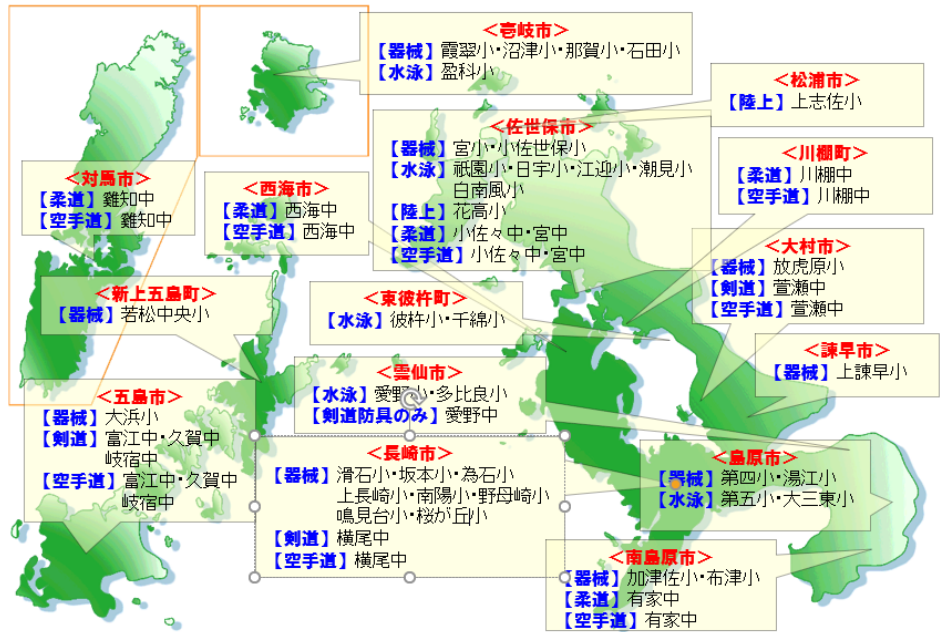 ＜壱岐市＞
【器械】霞翠小・沼津小・那賀小・石田小
【水泳】盈科小
＜松浦市＞
【陸上】上志佐小
＜佐世保市＞
【器械】宮小・小佐世保小
【水泳】祇園小・日宇小・江迎小・潮見小
白南風小
【陸上】花高小
【柔道】小佐々中・宮中
【空手道】小佐々中・宮中
＜川棚町＞
【柔道】川棚中
【空手道】川棚中
＜対馬市＞
【柔道】雞知中
【空手道】雞知中
＜西海市＞
【柔道】西海中
【空手道】西海中
＜大村市＞
【器械】放虎原小
【剣道】萱瀬中
【空手道】萱瀬中
＜新上五島町＞
【器械】若松中央小
＜東彼杵町＞
【水泳】彼杵小・千綿小
＜諫早市＞
【器械】上諫早小
＜雲仙市＞
【水泳】愛野小・多比良小
【剣道防具のみ】愛野中
＜五島市＞
【器械】大浜小
【剣道】富江中・久賀中
岐宿中
【空手道】富江中・久賀中
岐宿中
＜長崎市＞
【器械】滑石小・坂本小・為石小
上長崎小・南陽小・野母崎小
鳴見台小・桜が丘小
【剣道】横尾中
【空手道】横尾中
＜島原市＞
【器械】第四小・湯江小
【水泳】第五小・大三東小
＜南島原市＞
【器械】加津佐小・布津小
【柔道】有家中
【空手道】有家中